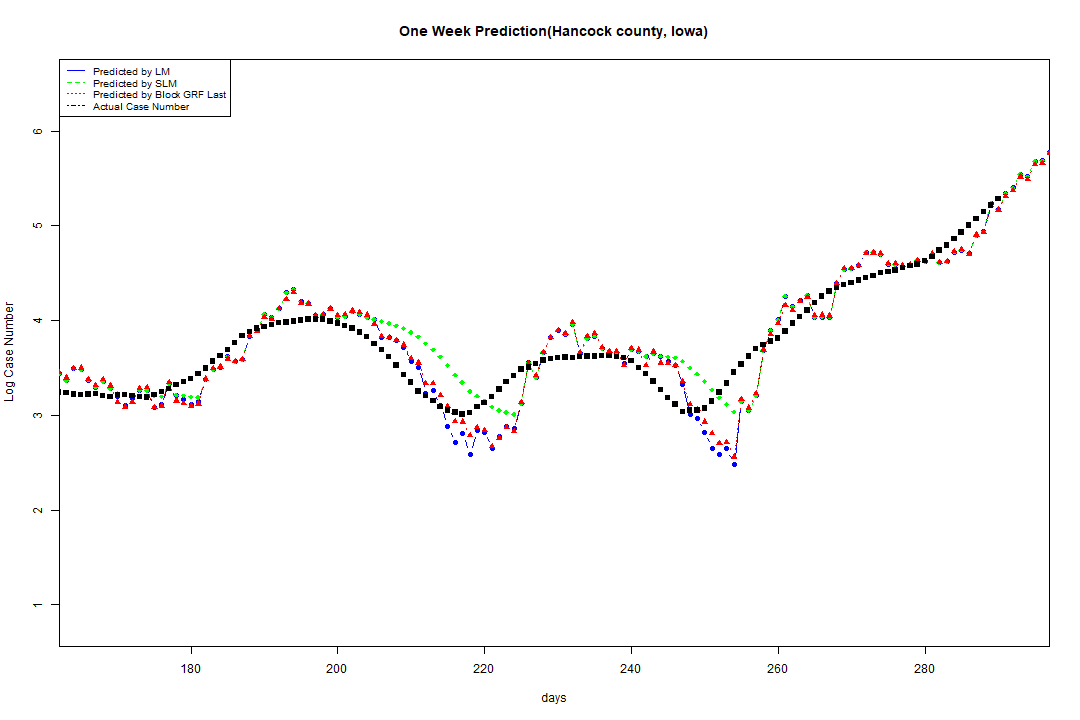 One Week Prediction(Hancock county, Iowa)
Predicted by LM
Predicted by SLM
Predicted by Block GRF Last
Actual Case Number
6
5
4
3
2
1
Log Case Number
180 200 220 240 260 280
days